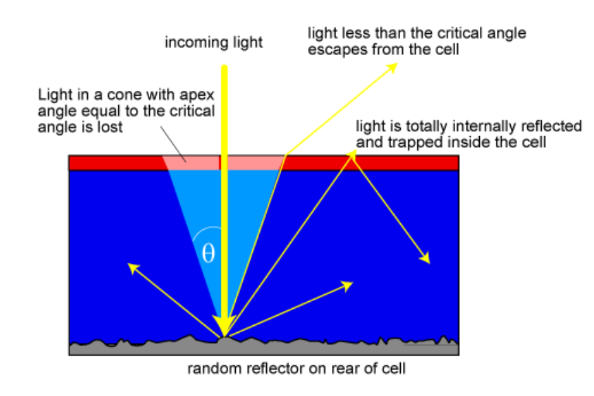 incoming light
light less than the critical angle
escapes from the cell
Light in a cone with apex
angle equal to the critical
angle is lost
light is totally internally reflected
and trapped inside the cell
θ
random reflector on rear of cell